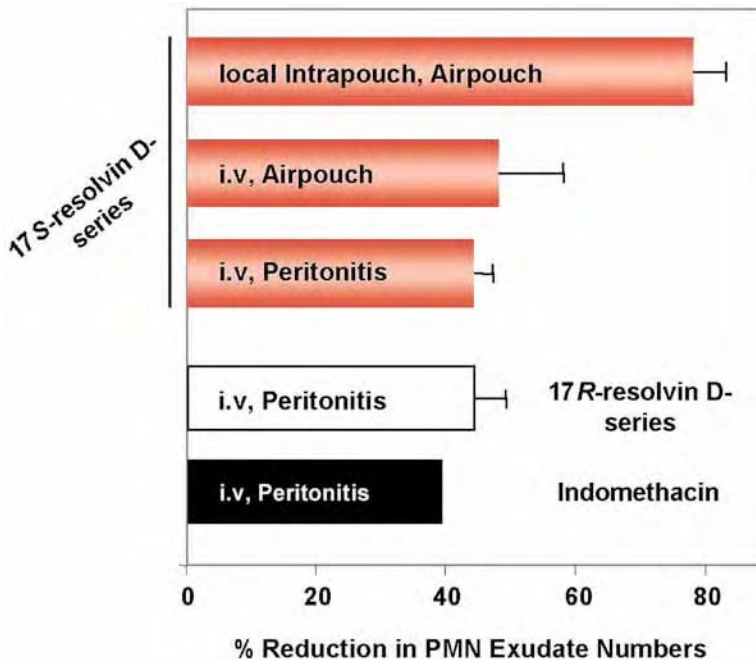 17S-resolvin D-
series
local Intrapouch, Airpouch
i.v, Airpouch
i.v, Peritonitis
i.v, Peritonitis
17R-resolvin D-
series
i.v, Peritonitis
Indomethacin
0 20 40 60 80
% Reduction in PMN Exudate Numbers